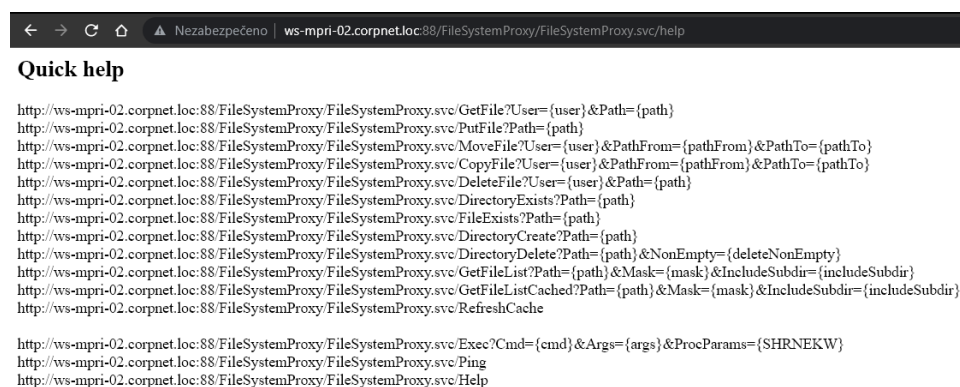 Nezabezpečeno | ws-mpri-02.corpnet.loc:88/FileSystemProxy/FileSystemProxy.svc/help
Quick help
http://ws-mpri-02.corpnet.loc:88/FileSystemProxy/FileSystemProxy.svc/GetFile?User={user}&Path={path}
http://ws-mpri-02.corpnet.loc:88/FileSystemProxy/FileSystemProxy.svc/PutFile?Path={path}
http://ws-mpri-02.corpnet.loc:88/FileSystemProxy/FileSystemProxy.svc/MoveFile?User={user}&PathFrom={pathFrom}&PathTo={pathTo}
http://ws-mpri-02.corpnet.loc:88/FileSystemProxy/FileSystemProxy.svc/CopyFile?User={user}&PathFrom={pathFrom}&PathTo={pathTo}
http://ws-mpri-02.corpnet.loc:88/FileSystemProxy/FileSystemProxy.svc/DeleteFile?User={user}&Path={path}
http://ws-mpri-02.corpnet.loc:88/FileSystemProxy/FileSystemProxy.svc/DirectoryExists?Path={path}
http://ws-mpri-02.corpnet.loc:88/FileSystemProxy/FileSystemProxy.svc/FileExists?Path={path}
http://ws-mpri-02.corpnet.loc:88/FileSystemProxy/FileSystemProxy.svc/DirectoryCreate?Path={path}
http://ws-mpri-02.corpnet.loc:88/FileSystemProxy/FileSystemProxy.svc/DirectoryDelete?Path={path}&NonEmpty={deleteNonEmpty}
http://ws-mpri-02.corpnet.loc:88/FileSystemProxy/FileSystemProxy.svc/GetFileList?Path={path}&Mask={mask}&IncludeSubdir={includeSubdir}
http://ws-mpri-02.corpnet.loc:88/FileSystemProxy/FileSystemProxy.svc/GetFileListCached?Path={path}&Mask={mask}&IncludeSubdir={includeSubdir}
http://ws-mpri-02.corpnet.loc:88/FileSystemProxy/FileSystemProxy.svc/RefreshCache
http://ws-mpri-02.corpnet.loc:88/FileSystemProxy/FileSystemProxy.svc/Exec?Cmd={cmd}&Args={args}&ProcParams={SHRNEKW}
http://ws-mpri-02.corpnet.loc:88/FileSystemProxy/FileSystemProxy.svc/Ping
http://ws-mpri-02.corpnet.loc:88/FileSystemProxy/FileSystemProxy.svc/Help